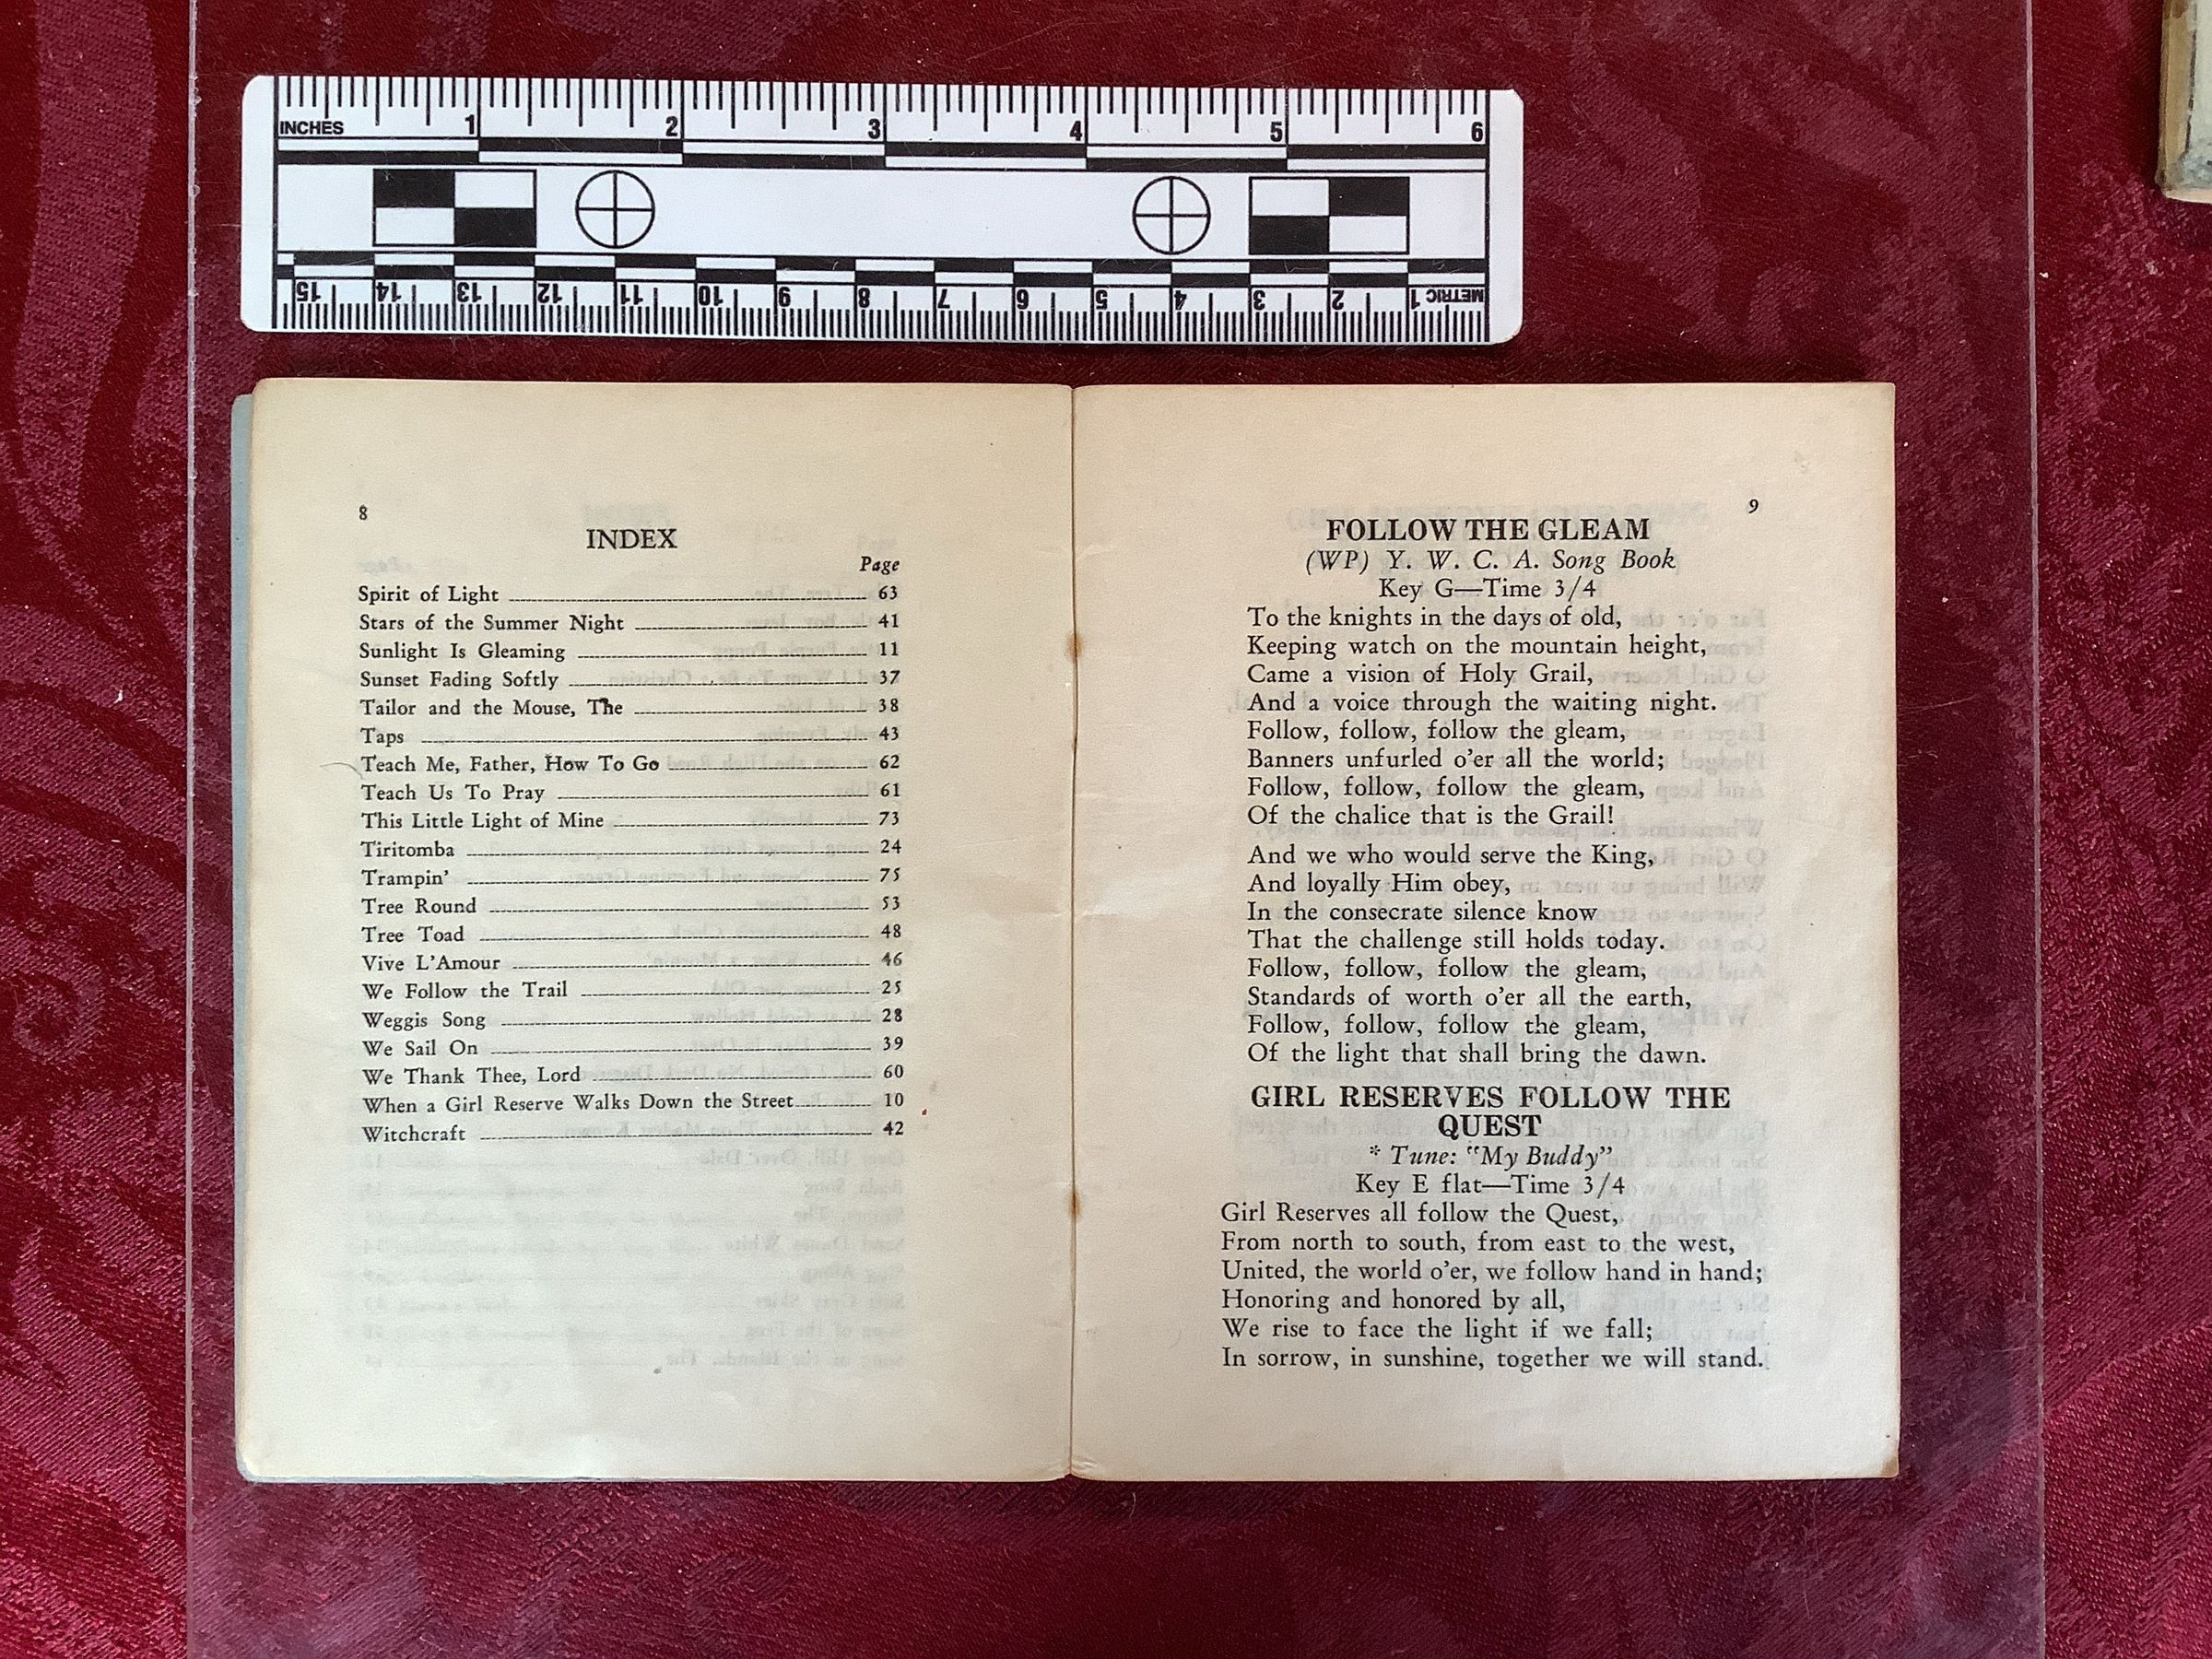 INCHES 1 2 3 4 5 6
15 14 13 12 11 10 9 8 7 6 5 4 3 2 1 METRIC
8
INDEX
Page
Spirit of Light 63
Stars of the Summer Night 41
Sunlight Is Gleaming 11
Sunset Fading Softly 37
Tailor and the Mouse, The 38
Taps 43
Teach Me, Father, How To Go 62
Teach Us To Pray 61
This Little Light of Mine 73
Tiritomba 24
Trampin' 75
Tree Round 53
Tree Toad 48
Vive L'Amour 46
We Follow the Trail 25
Weggis Song 28
We Sail On 39
We Thank Thee, Lord 60
When a Girl Reserve Walks Down the Street 10
Witchcraft 42
9
FOLLOW THE GLEAM
(WP) Y. W. C. A. Song Book
Key G—Time 3/4
To the knights in the days of old,
Keeping watch on the mountain height,
Came a vision of Holy Grail,
And a voice through the waiting night.
Follow, follow, follow the gleam,
Banners unfurled o'er all the world;
Follow, follow, follow the gleam,
Of the chalice that is the Grail!
And we who would serve the King,
And loyally Him obey,
In the consecrate silence know
That the challenge still holds today.
Follow, follow, follow the gleam,
Standards of worth o'er all the earth,
Follow, follow, follow the gleam,
Of the light that shall bring the dawn.
GIRL RESERVES FOLLOW THE
QUEST
* Tune: "My Buddy"
Key E flat—Time 3/4
Girl Reserves all follow the Quest,
From north to south, from east to the west,
United, the world o'er, we follow hand in hand;
Honoring and honored by all,
We rise to face the light if we fall;
In sorrow, in sunshine, together we will stand.